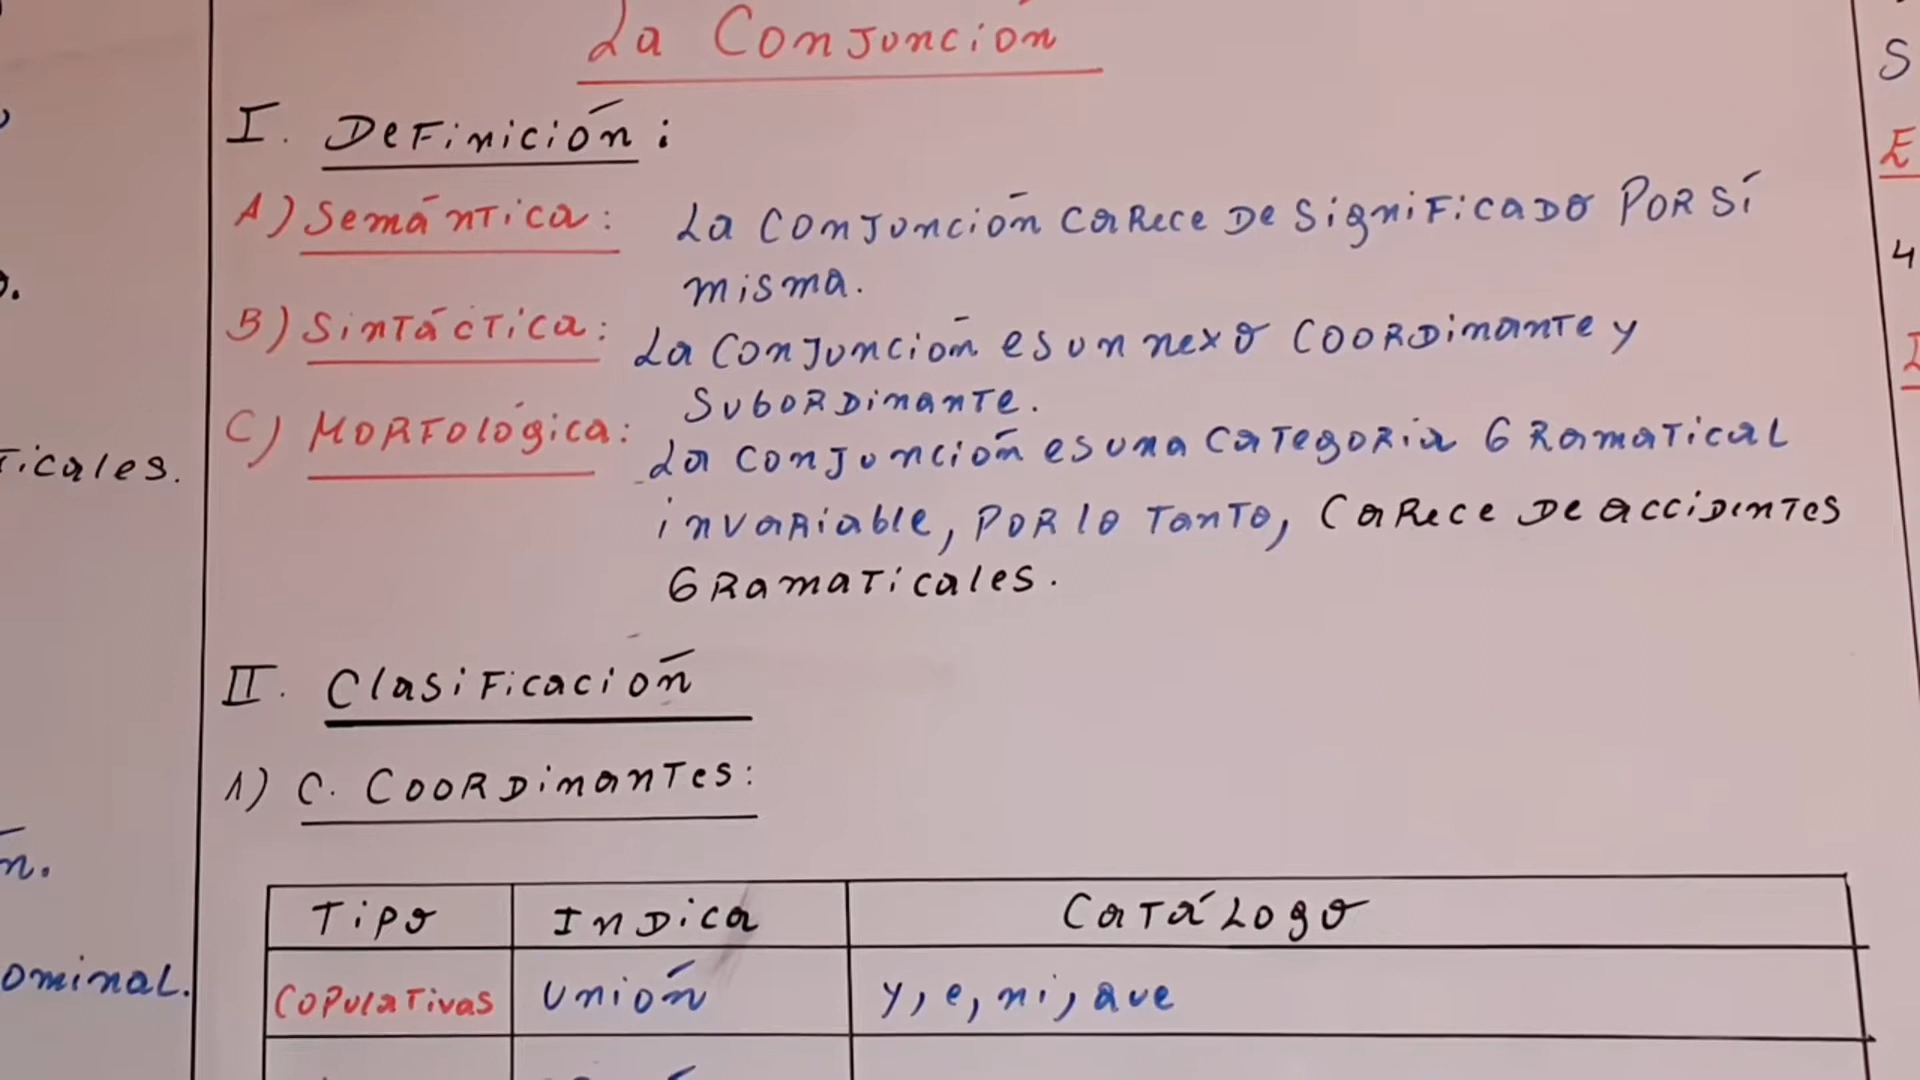 La Conjunción
I. Definición:
A) Semántica: La conjunción carece de significado por sí
misma.
B) Sintáctica: La conjunción es un nexo coordinante y
subordinante.
C) Morfológica: La conjunción es una categoria gramatical
invariable, por lo tanto, carece de accidentes
gramaticales.
II. Clasificación
1) C. Coordinantes:
Tipo Indica Catálogo
Copulativas Unión y, e, ni, que
ticales.
n.
ominal.
S
E
4